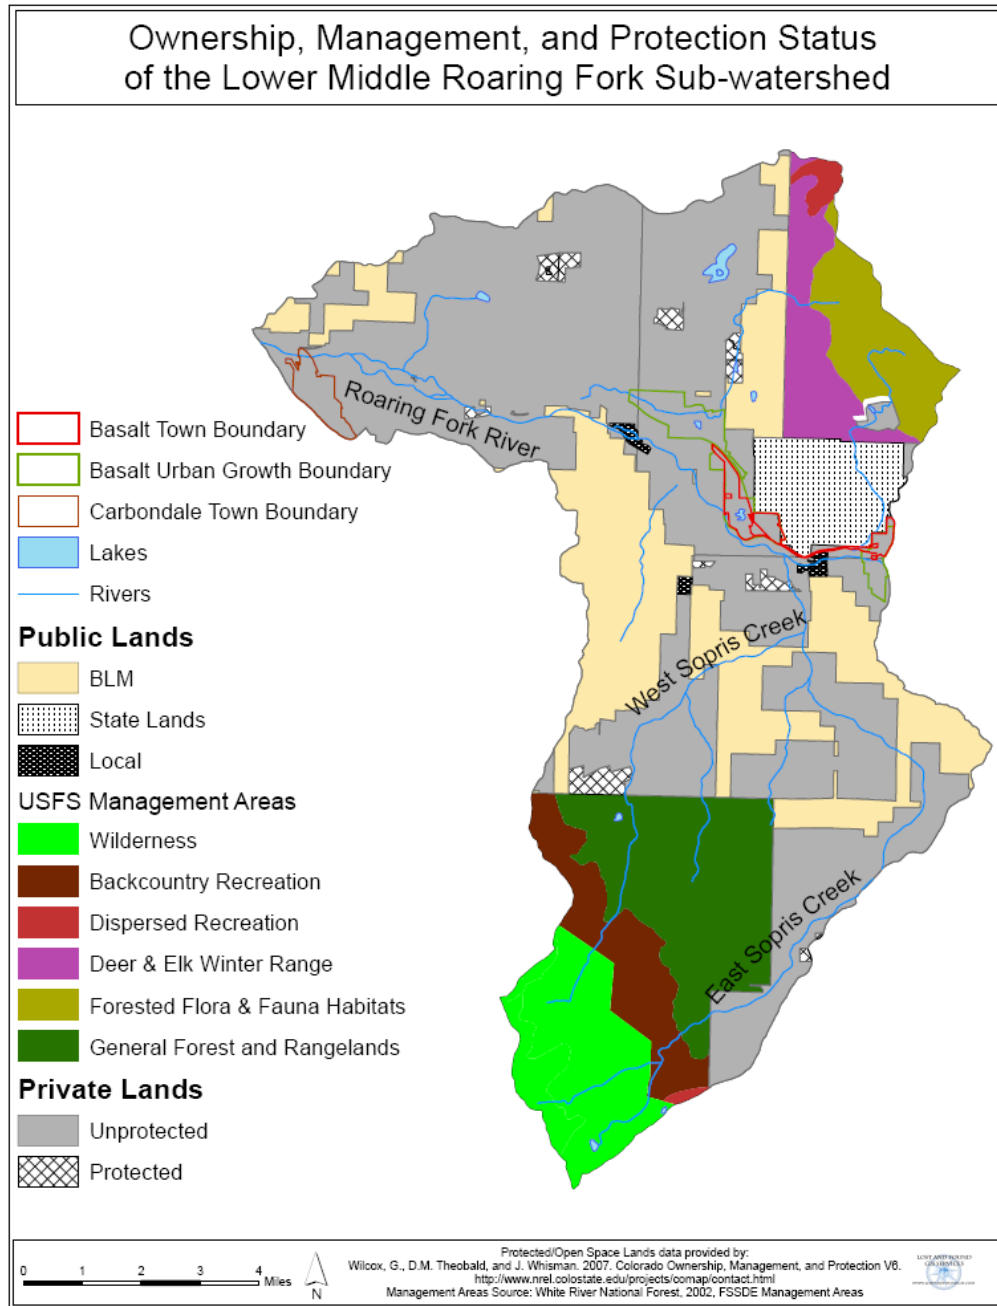 Ownership, Management, and Protection Status
of the Lower Middle Roaring Fork Sub-watershed
Roaring Fork River
Basalt Town Boundary
Basalt Urban Growth Boundary
Carbondale Town Boundary
Lakes
Rivers
Public Lands
BLM
State Lands
Local
USFS Management Areas
Wilderness
Backcountry Recreation
Dispersed Recreation
Deer & Elk Winter Range
Forested Flora & Fauna Habitats
General Forest and Rangelands
Private Lands
Unprotected
Protected
West Sopris Creek
East Sopris Creek
0 1 2 3 4 Miles
N
Protected/Open Space Lands data provided by:
Wilcox, G., D.M. Theobald, and J. Whisman. 2007. Colorado Ownership, Management, and Protection V6.
http://www.nrel.colostate.edu/projects/comap/contact.html
Management Areas Source: White River National Forest, 2002, FSSDE Management Areas
LOST AND FOUND